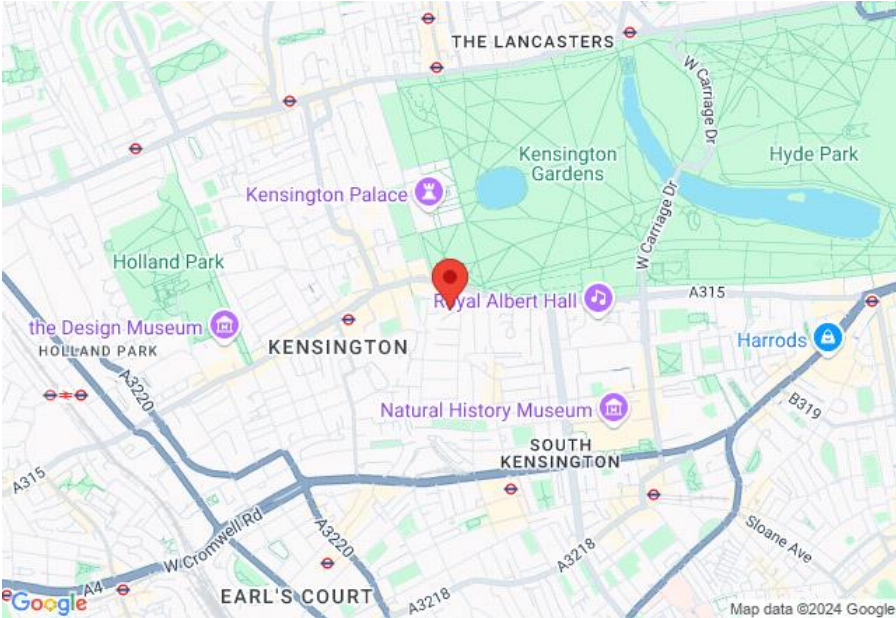 THE LANCASTERS
W Carriage Dr
Kensington
Gardens
Hyde Park
Kensington Palace
Holland Park
W Carriage Dr
Royal Albert Hall
A315
the Design Museum
HOLLAND PARK
KENSINGTON
Harrods
A3220
B319
Natural History Museum
SOUTH
KENSINGTON
A315
W Cromwell Rd
A3220
Sloane Ave
A3218
A4
EARL'S COURT
A3218
Google
Map data ©2024 Google